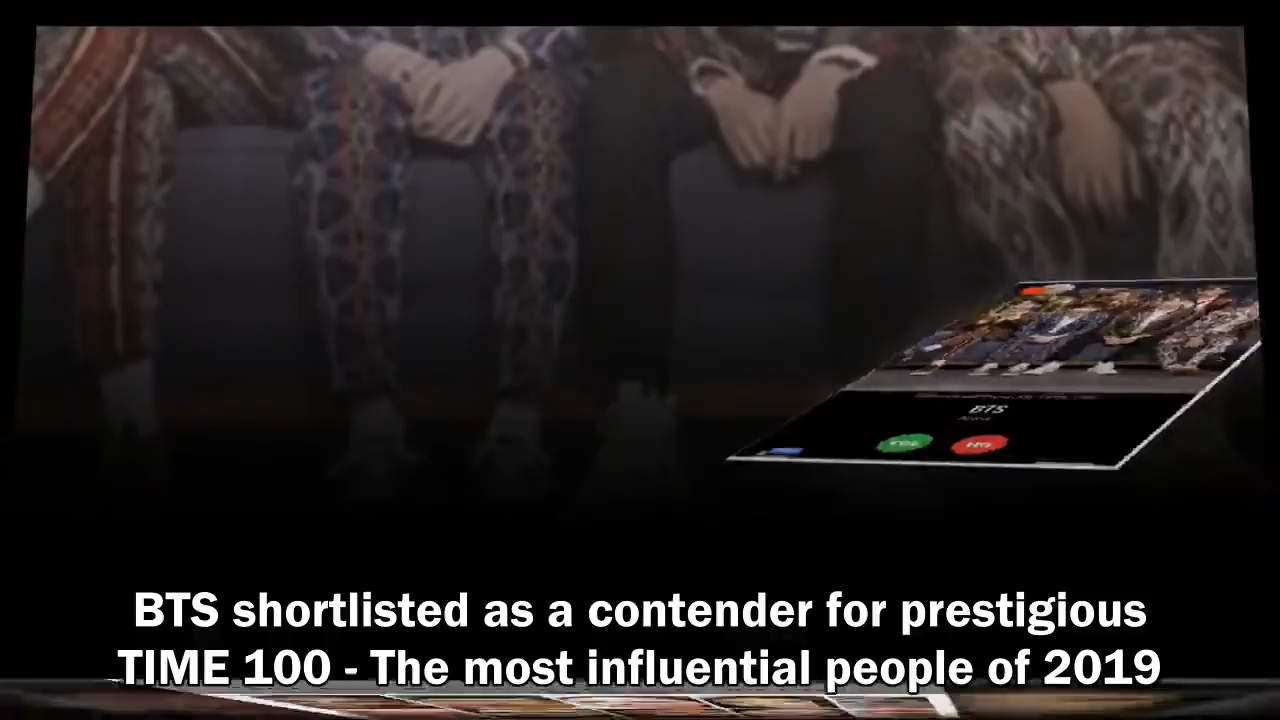 BTS
BTS shortlisted as a contender for prestigious
TIME 100 - The most influential people of 2019